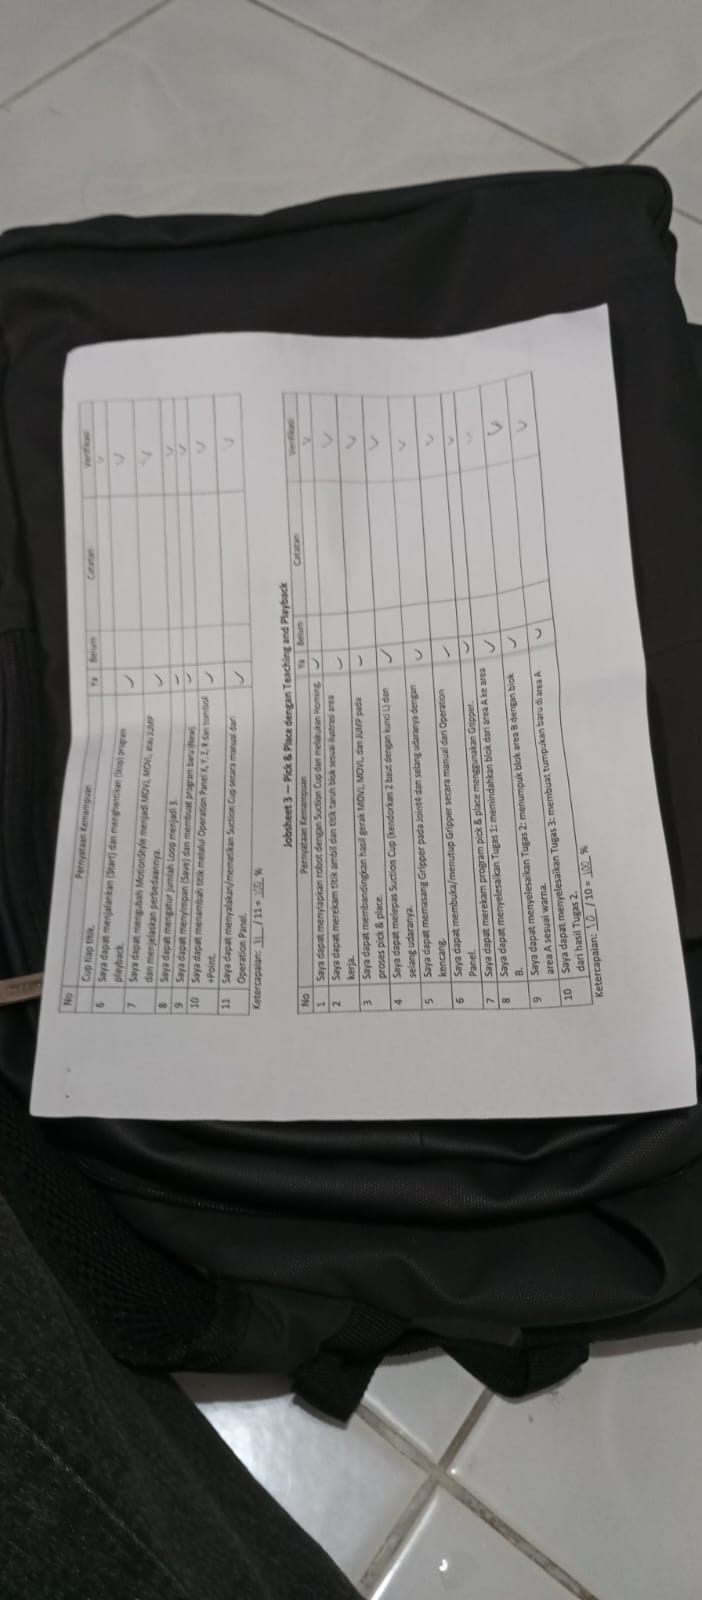 No Pernyataan Kemampuan Ya Belum Catatan Verifikasi
Cup tiap titik.
6 Saya dapat menjalankan (Start) dan menghentikan (Stop) program ✓ ✓
playback.
7 Saya dapat mengubah MotionStyle menjadi MOVJ, MOVL, atau JUMP ✓ ✓
dan menjelaskan perbedaannya.
8 Saya dapat mengatur jumlah Loop menjadi 3. ✓ ✓
9 Saya dapat menyimpan (Save) dan membuat program baru (New). ✓ ✓
10 Saya dapat menambah titik melalui Operation Panel X, Y, Z, R dan tombol ✓ ✓
+Point.
11 Saya dapat menyalakan/mematikan Suction Cup secara manual dari ✓ ✓
Operation Panel.
Ketercapaian: 11 / 11 = 100 %
Jobsheet 3 — Pick & Place dengan Teaching and Playback
No Pernyataan Kemampuan Ya Belum Catatan Verifikasi
1 Saya dapat menyiapkan robot dengan Suction Cup dan melakukan Homing. ✓ ✓
2 Saya dapat merekam titik ambil dan titik taruh blok sesuai ilustrasi area ✓ ✓
kerja.
3 Saya dapat membandingkan hasil gerak MOVJ, MOVL, dan JUMP pada ✓ ✓
proses pick & place.
4 Saya dapat melepas Suction Cup (kendorkan 2 baut dengan kunci L) dan ✓ ✓
selang udaranya.
5 Saya dapat memasang Gripper pada Joint4 dan selang udaranya dengan ✓ ✓
kencang.
6 Saya dapat membuka/menutup Gripper secara manual dari Operation ✓ ✓
Panel.
7 Saya dapat merekam program pick & place menggunakan Gripper. ✓ ✓
8 Saya dapat menyelesaikan Tugas 1: memindahkan blok dari area A ke area ✓ ✓
B.
9 Saya dapat menyelesaikan Tugas 2: menumpuk blok area B dengan blok ✓ ✓
area A sesuai warna.
10 Saya dapat menyelesaikan Tugas 3: membuat tumpukan baru di area A ✓
dari hasil Tugas 2.
Ketercapaian: 10 / 10 = 100 %